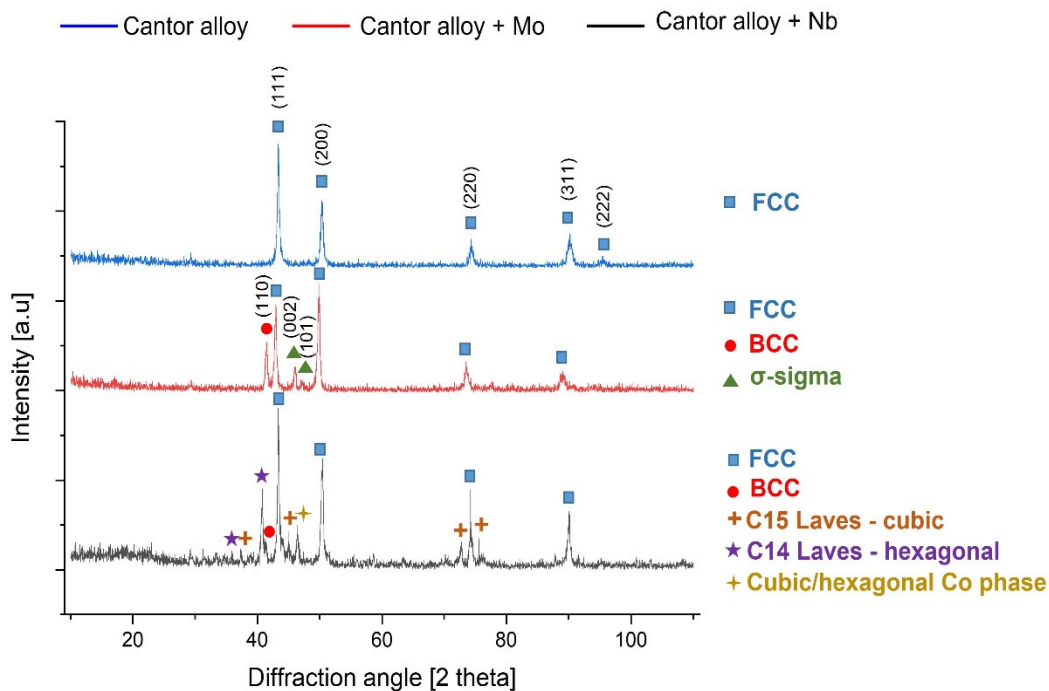 Cantor alloy
Cantor alloy + Mo
Cantor alloy + Nb
(111)
(200)
(220)
(311)
(222)
FCC
(110)
(002)
(101)
FCC
BCC
σ-sigma
FCC
BCC
C15 Laves - cubic
C14 Laves - hexagonal
Cubic/hexagonal Co phase
Intensity [a.u]
20
40
60
80
100
Diffraction angle [2 theta]